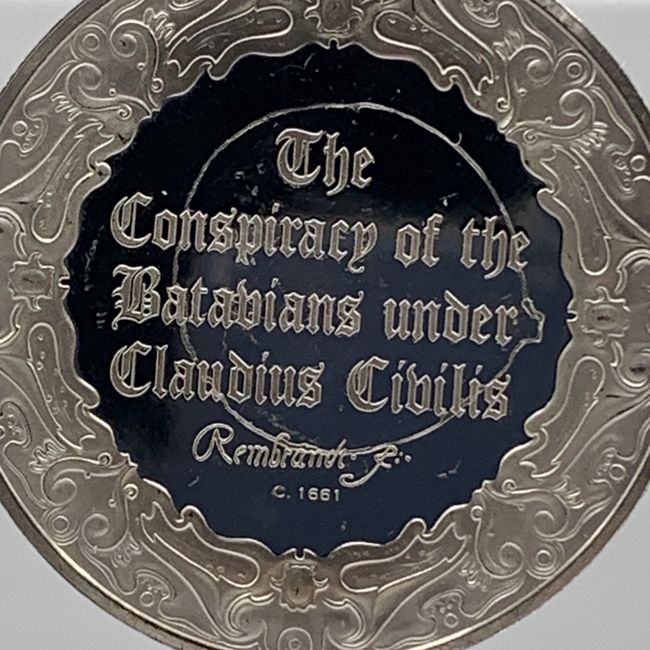 The
Conspiracy of the
Batavians under
Claudius Civilis
Rembrandt f:
C. 1661